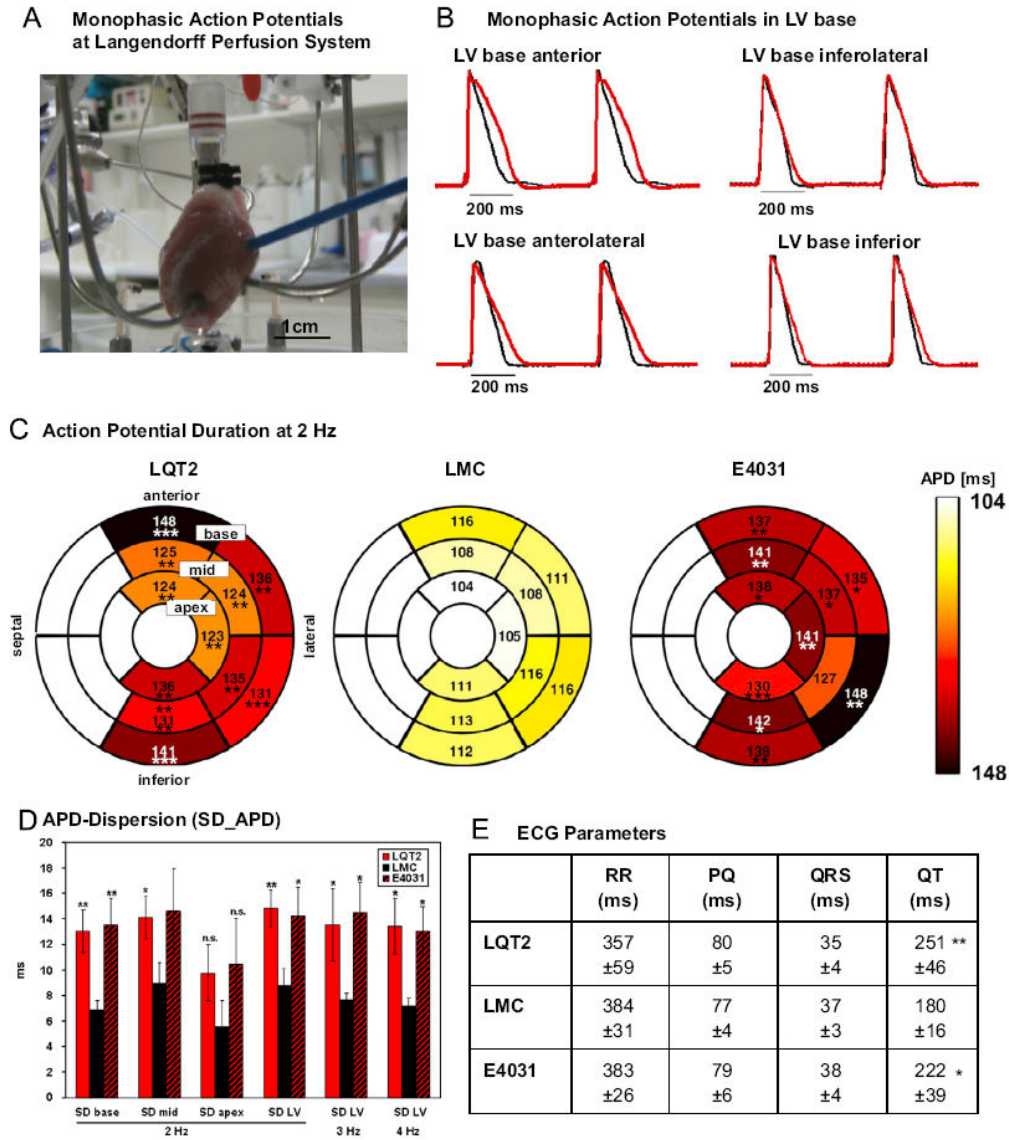 A Monophasic Action Potentials
at Langendorff Perfusion System
1cm
B Monophasic Action Potentials in LV base
LV base anterior
LV base inferolateral
200 ms
200 ms
LV base anterolateral
LV base inferior
200 ms
200 ms
C Action Potential Duration at 2 Hz
LQT2
anterior
148
***
base
125
**
mid
124
**
apex
136
**
124
**
123
**
septal
lateral
136
**
135
**
131
***
**
131
**
141
***
inferior
LMC
116
108
104
111
108
105
116
116
111
113
112
E4031
137
**
141
**
138
*
135
*
137
*
141
**
127
148
**
130
***
142
*
138
**
APD [ms]
104
148
D APD-Dispersion (SD_APD)
20
18
16
14
12
10
8
6
4
2
0
ms
LQT2
LMC
E4031
** ** * n.s. n.s. ** * * * * *
SD base SD mid SD apex SD LV SD LV SD LV
2 Hz 3 Hz 4 Hz
E ECG Parameters
RR PQ QRS QT
(ms) (ms) (ms) (ms)
LQT2 357 80 35 251 **
±59 ±5 ±4 ±46
LMC 384 77 37 180
±31 ±4 ±3 ±16
E4031 383 79 38 222 *
±26 ±6 ±4 ±39